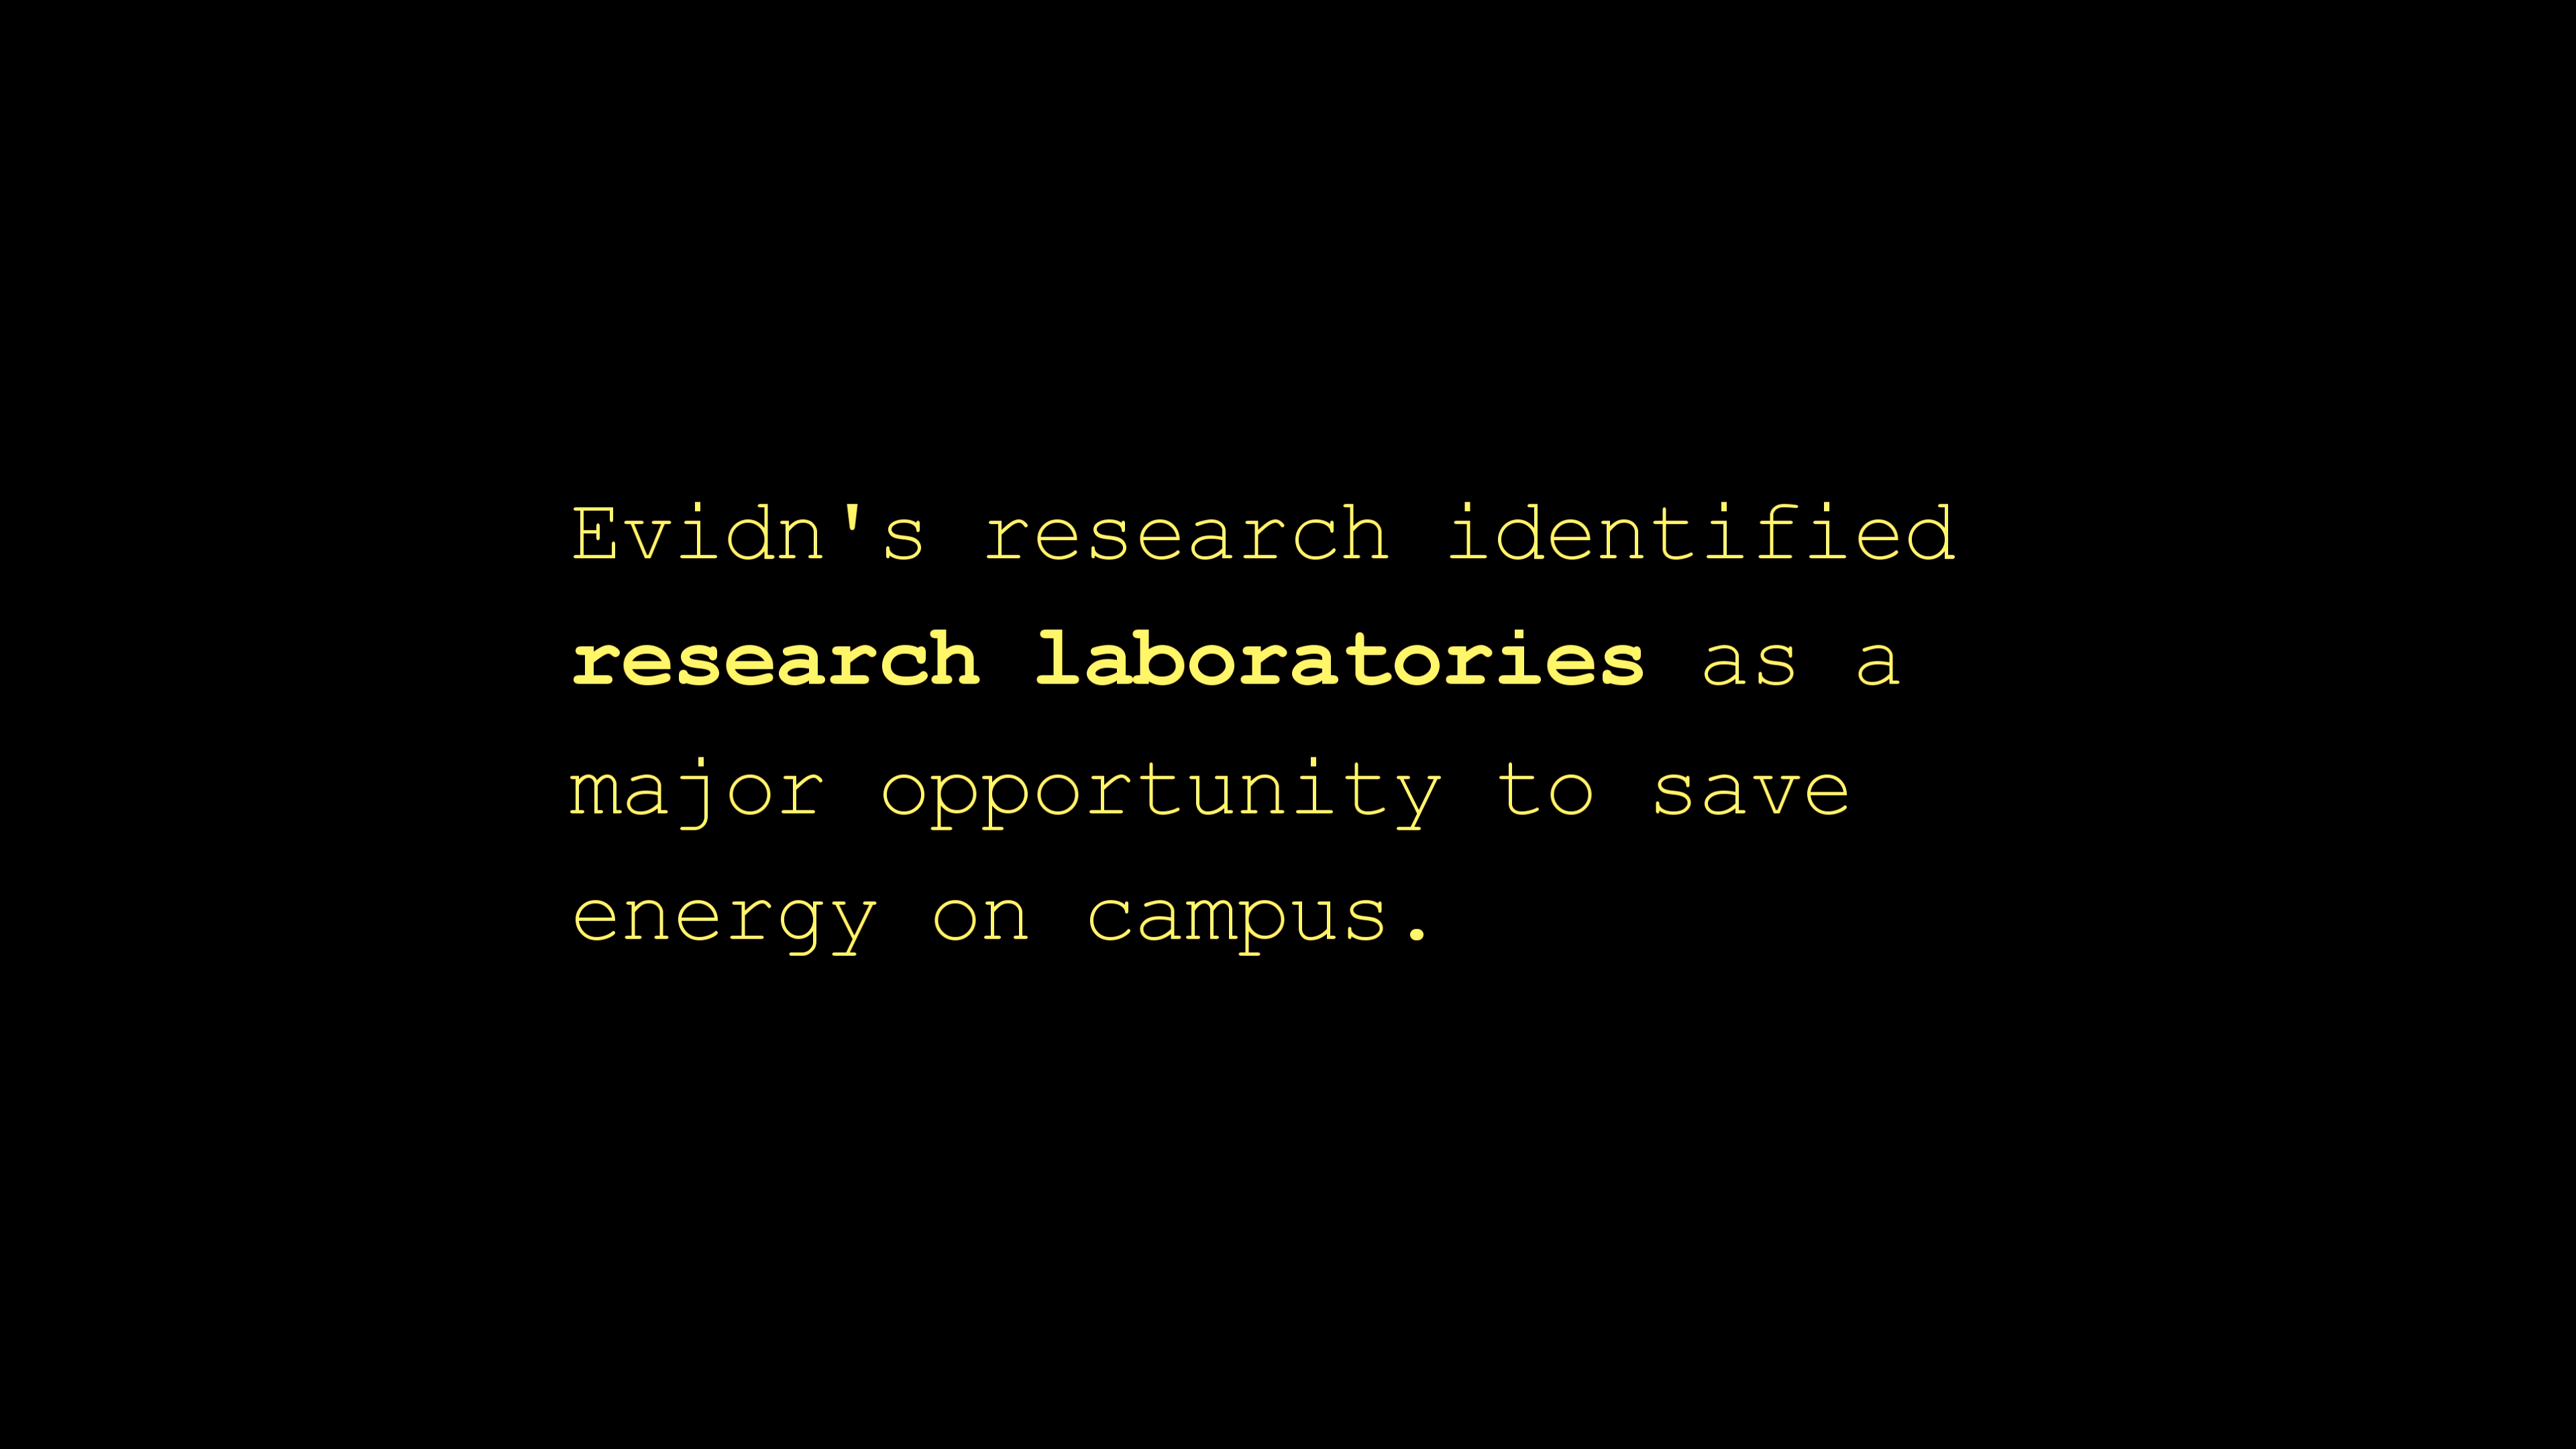 Evidn's research identified
research laboratories as a
major opportunity to save
energy on campus.